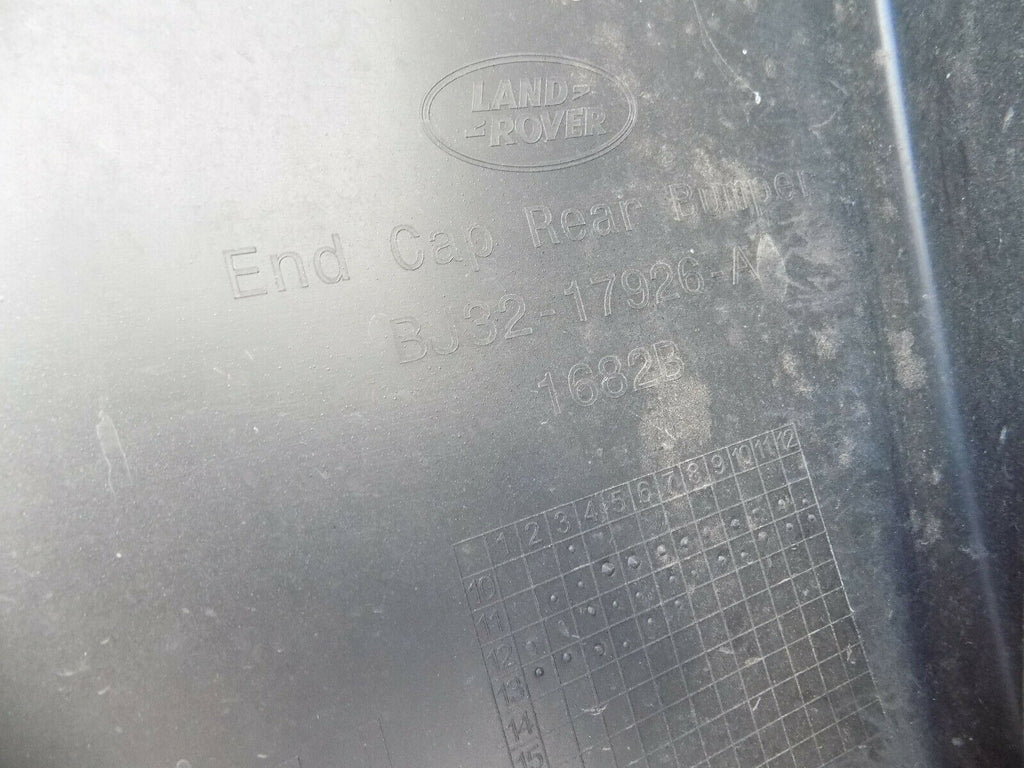 LAND
ROVER
End Cap Rear Bumper
BJ32-17926-A
1682B
1 2 3 4 5 6 7 8 9 10 11 12
10
11
12
13
14
15